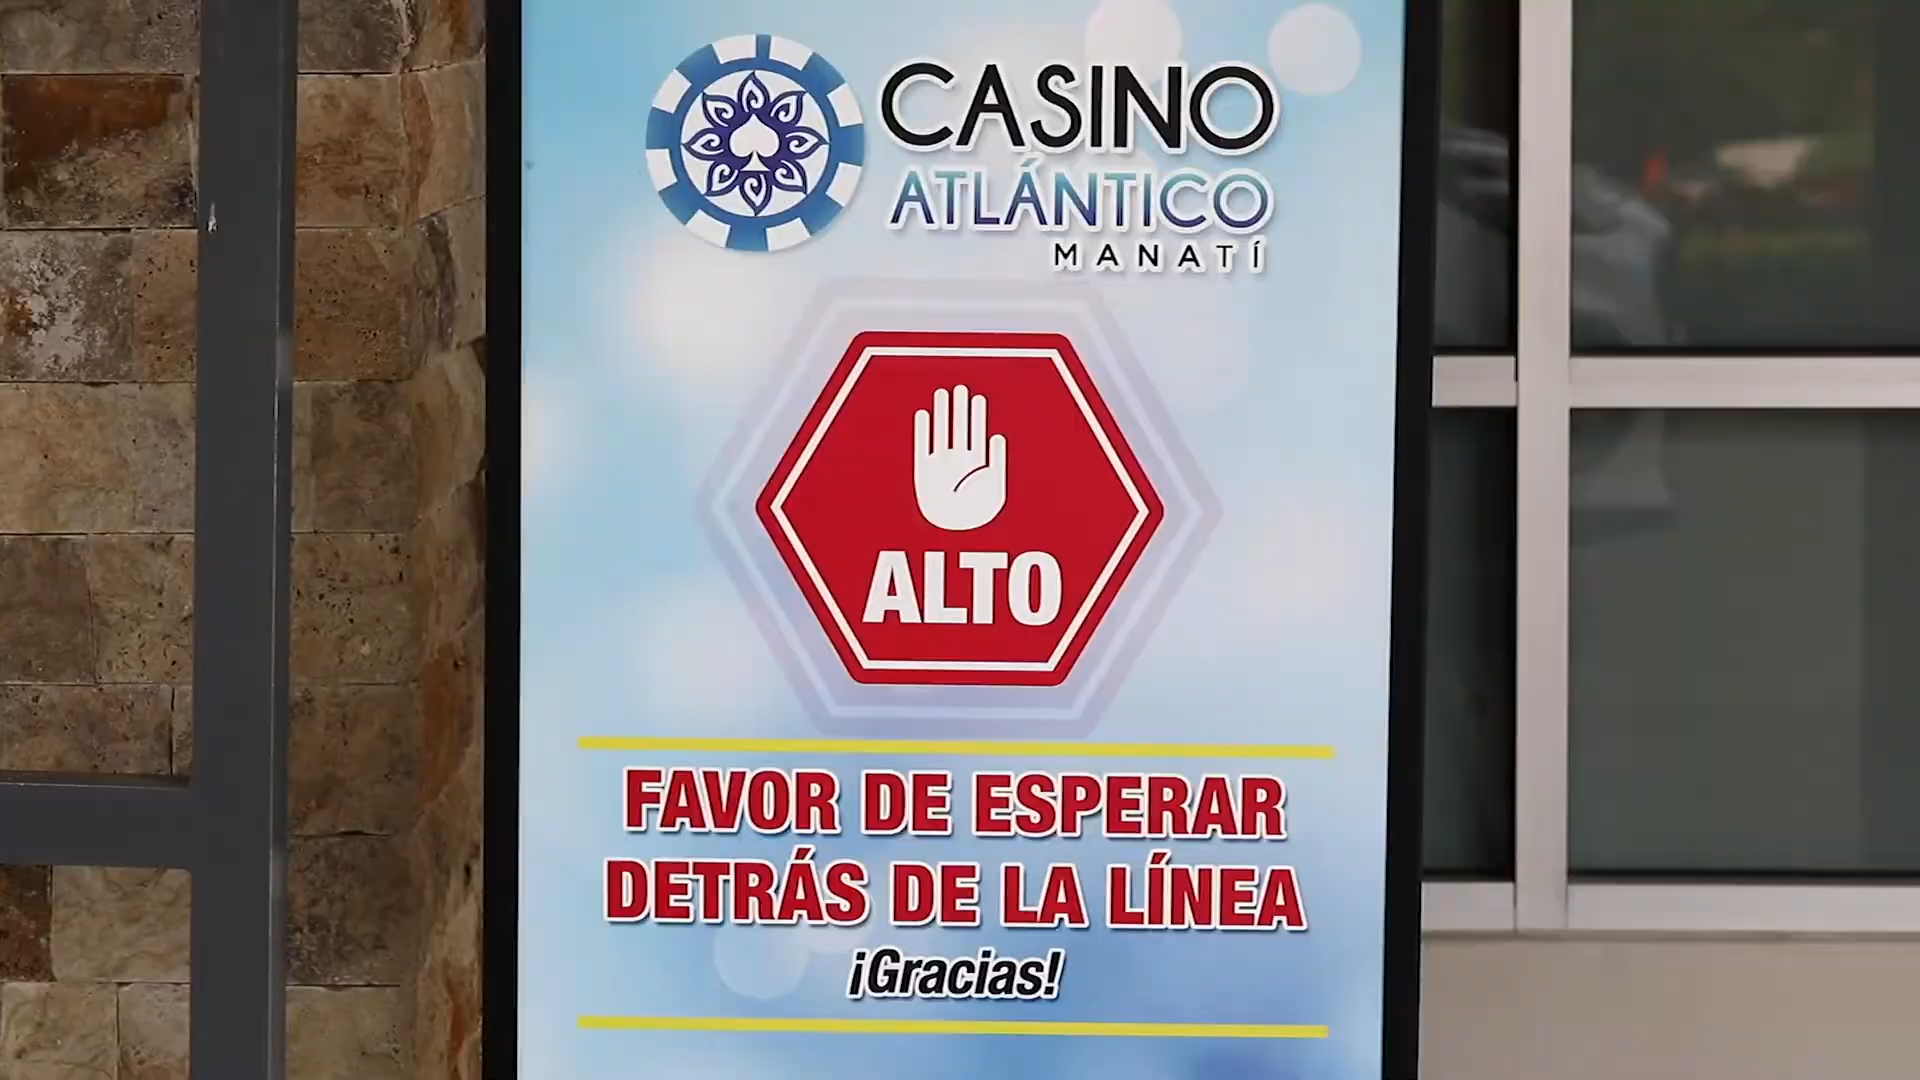 CASINO
ATLÁNTICO
MANATÍ
ALTO
FAVOR DE ESPERAR
DETRÁS DE LA LÍNEA
¡Gracias!